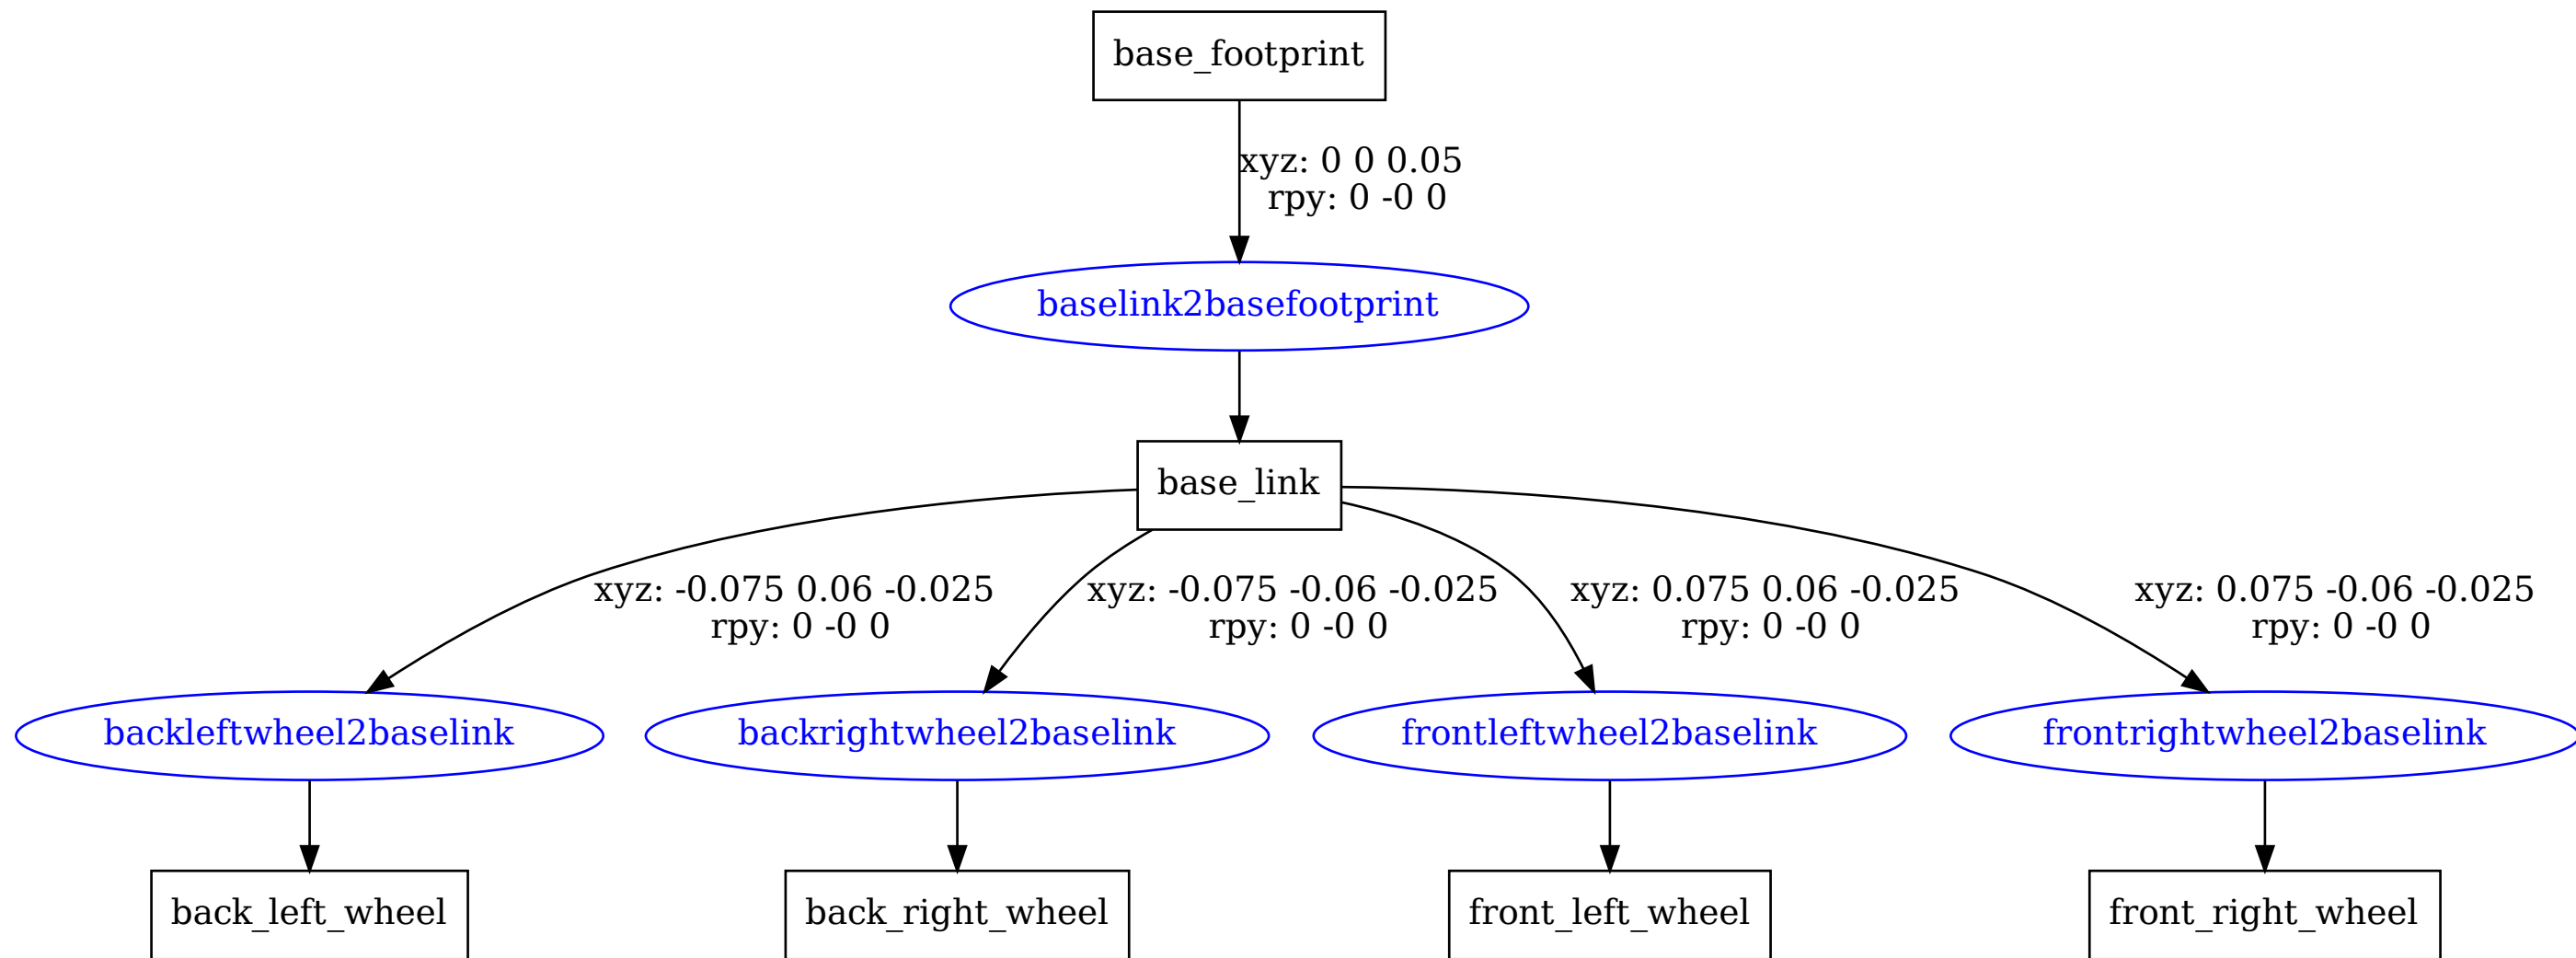 base_footprint
xyz: 0 0 0.05
rpy: 0 -0 0
baselink2basefootprint
base_link
xyz: -0.075 0.06 -0.025
rpy: 0 -0 0
xyz: -0.075 -0.06 -0.025
rpy: 0 -0 0
xyz: 0.075 0.06 -0.025
rpy: 0 -0 0
xyz: 0.075 -0.06 -0.025
rpy: 0 -0 0
backleftwheel2baselink
backrightwheel2baselink
frontleftwheel2baselink
frontrightwheel2baselink
back_left_wheel
back_right_wheel
front_left_wheel
front_right_wheel